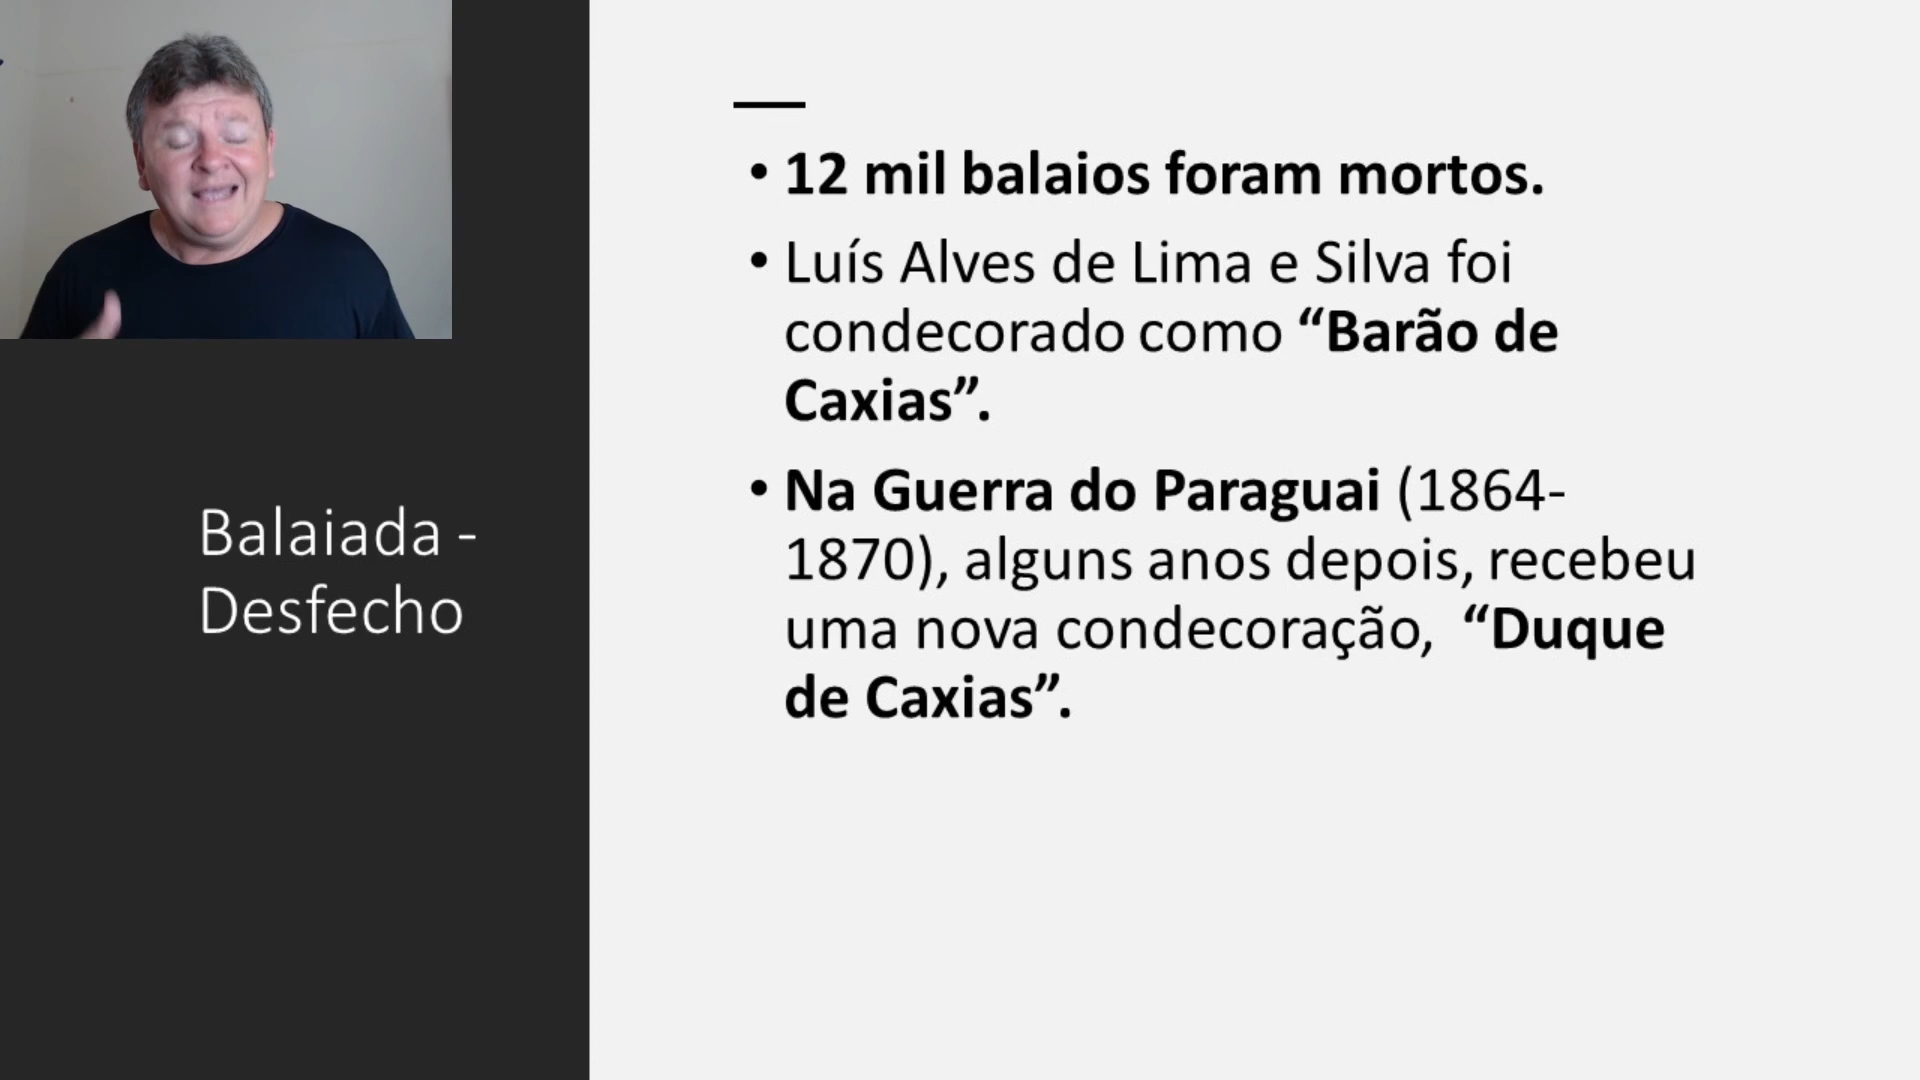 Balaiada -
Desfecho
• 12 mil balaios foram mortos.
• Luís Alves de Lima e Silva foi
condecorado como “Barão de
Caxias”.
• Na Guerra do Paraguai (1864-
1870), alguns anos depois, recebeu
uma nova condecoração, “Duque
de Caxias”.